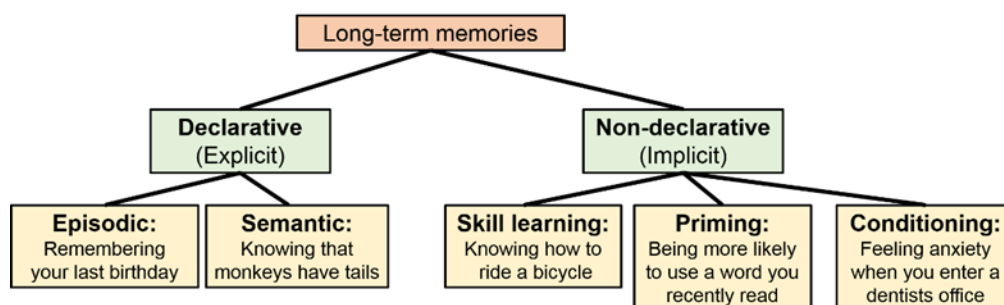 Long-term memories
Declarative
(Explicit)
Non-declarative
(Implicit)
Episodic:
Remembering
your last birthday
Semantic:
Knowing that
monkeys have tails
Skill learning:
Knowing how to
ride a bicycle
Priming:
Being more likely
to use a word you
recently read
Conditioning:
Feeling anxiety
when you enter a
dentists office